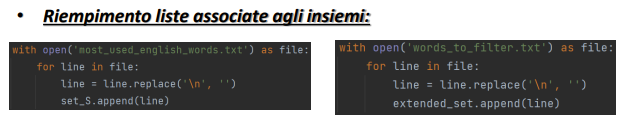 • Riempimento liste associate agli insiemi:
with open('most_used_english_words.txt') as file:
for line in file:
line = line.replace('\n', '')
set_S.append(line)
with open('words_to_filter.txt') as file:
for line in file:
line = line.replace('\n', '')
extended_set.append(line)